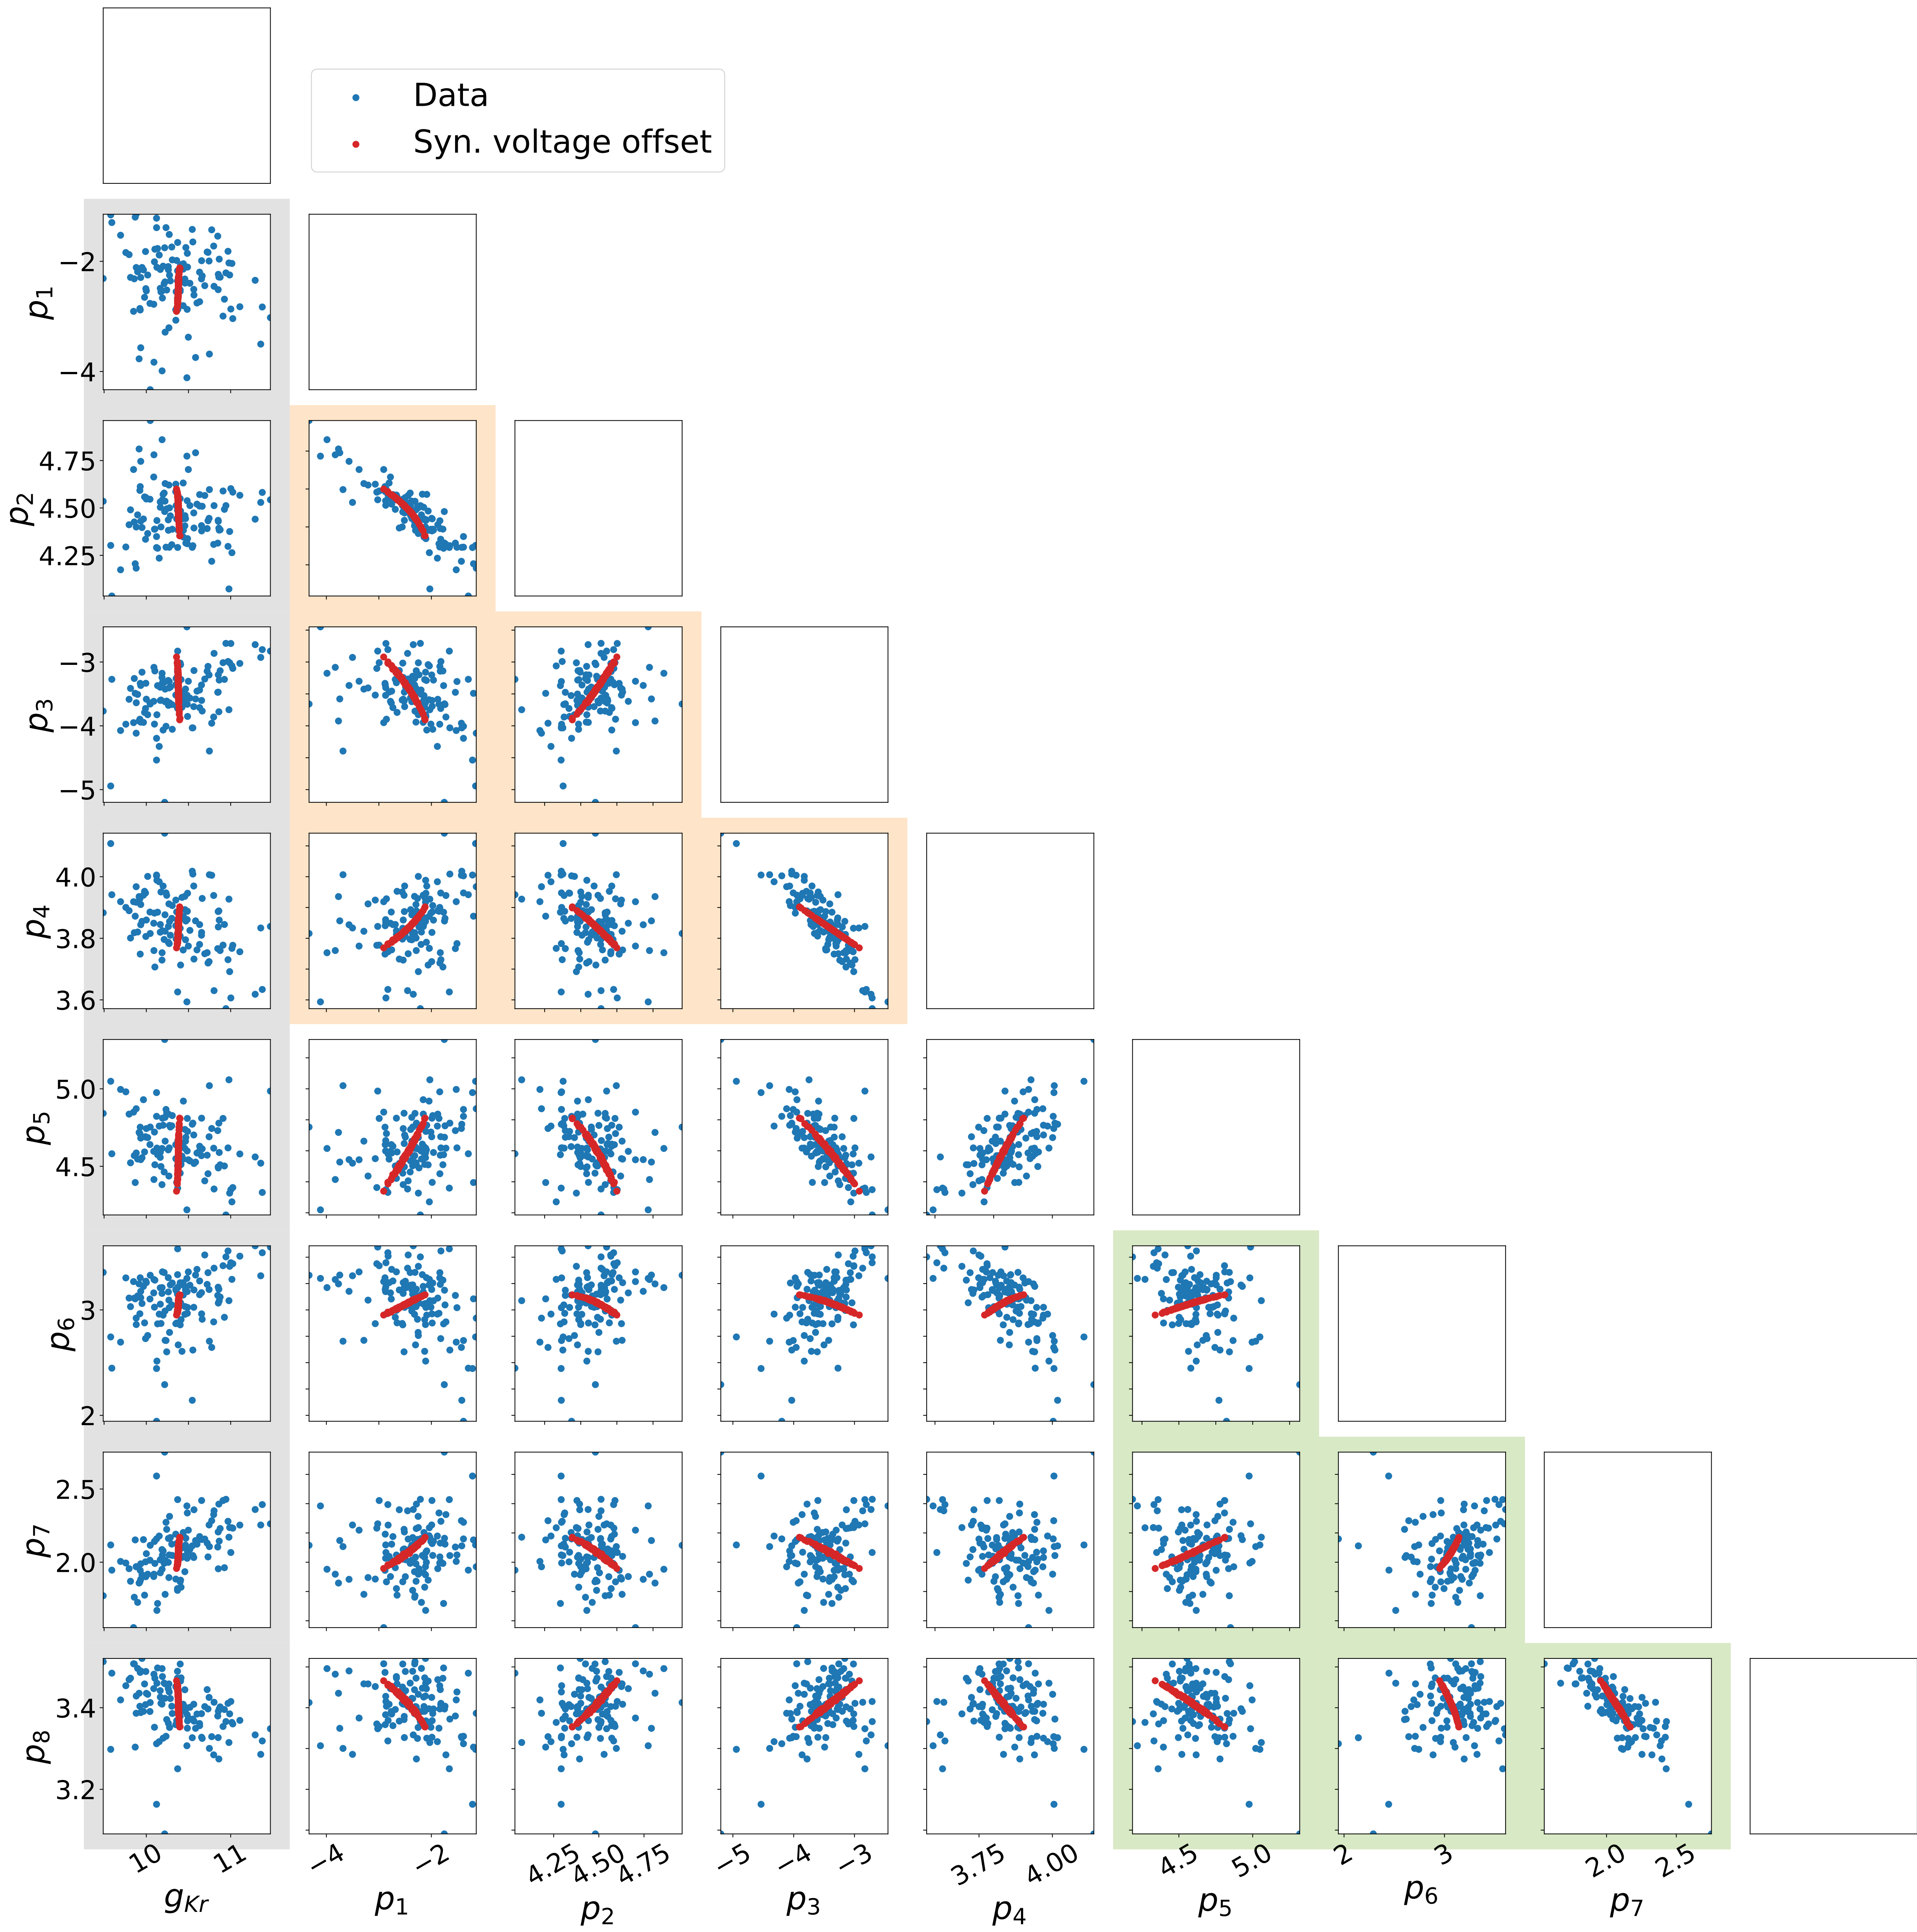 Data
Syn. voltage offset
−2
p1
−4
4.75
p2
4.50
4.25
−3
p3
−4
−5
4.0
p4
3.8
3.6
5.0
p5
4.5
p6
3
2
2.5
p7
2.0
3.4
p8
3.2
10 11 −4 −2 4.25 4.50 4.75 −5 −4 −3 3.75 4.00 4.5 5.0 2 3 2.0 2.5
gKr p1 p2 p3 p4 p5 p6 p7